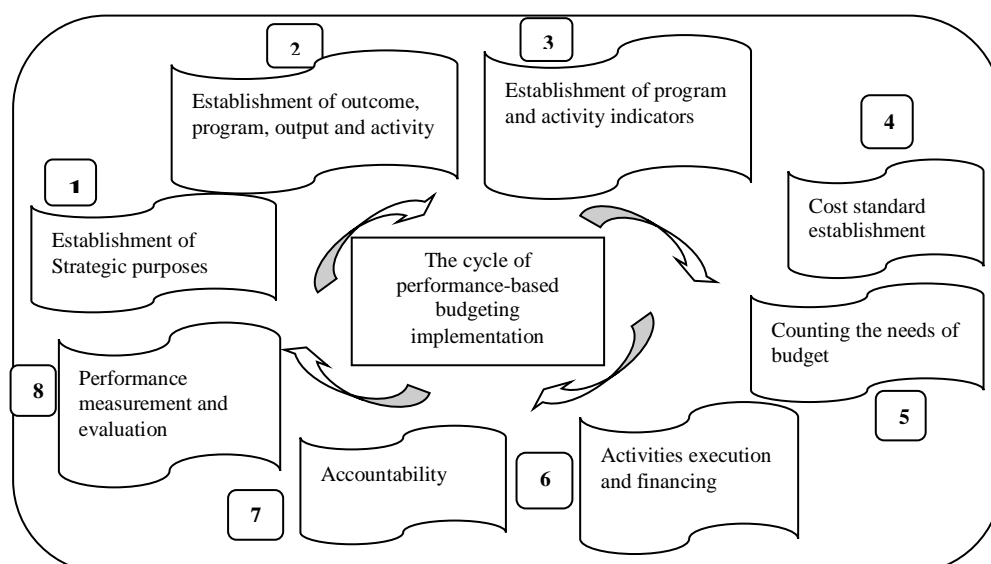 1
Establishment of
Strategic purposes
2
Establishment of outcome,
program, output and activity
3
Establishment of program
and activity indicators
4
Cost standard
establishment
Counting the needs of
budget
5
6
Activities execution
and financing
Accountability
7
8
Performance
measurement and
evaluation
The cycle of
performance-based
budgeting
implementation